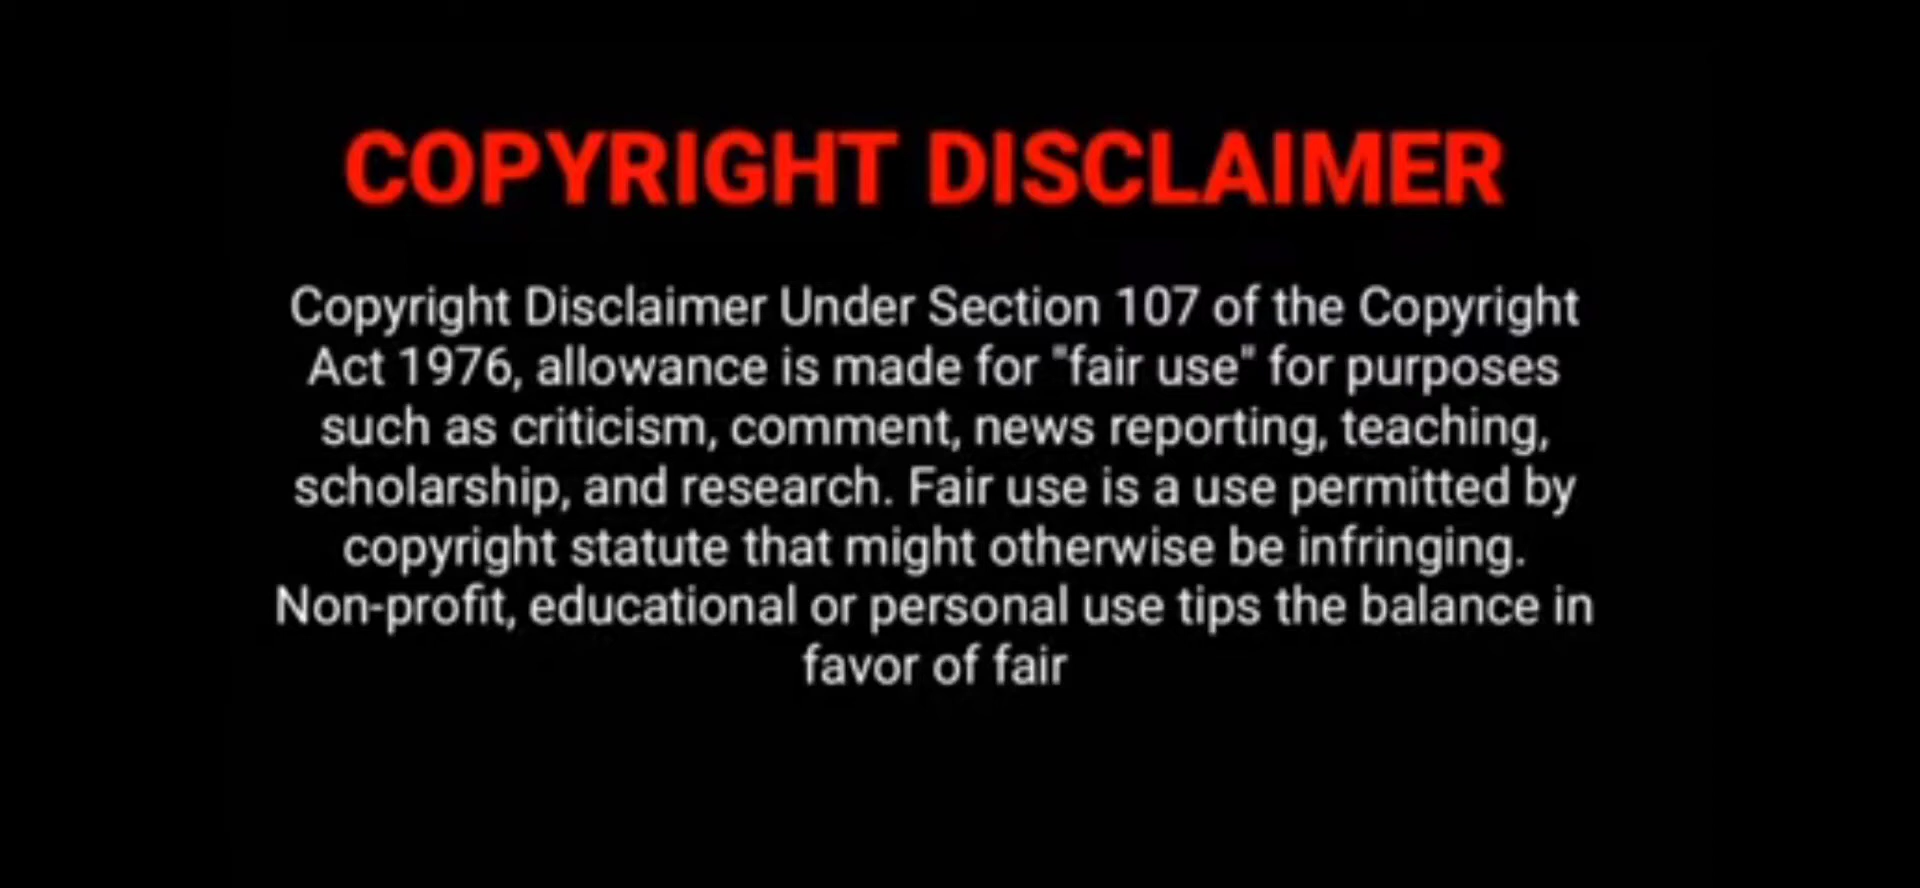 COPYRIGHT DISCLAIMER
Copyright Disclaimer Under Section 107 of the Copyright
Act 1976, allowance is made for "fair use" for purposes
such as criticism, comment, news reporting, teaching,
scholarship, and research. Fair use is a use permitted by
copyright statute that might otherwise be infringing.
Non-profit, educational or personal use tips the balance in
favor of fair